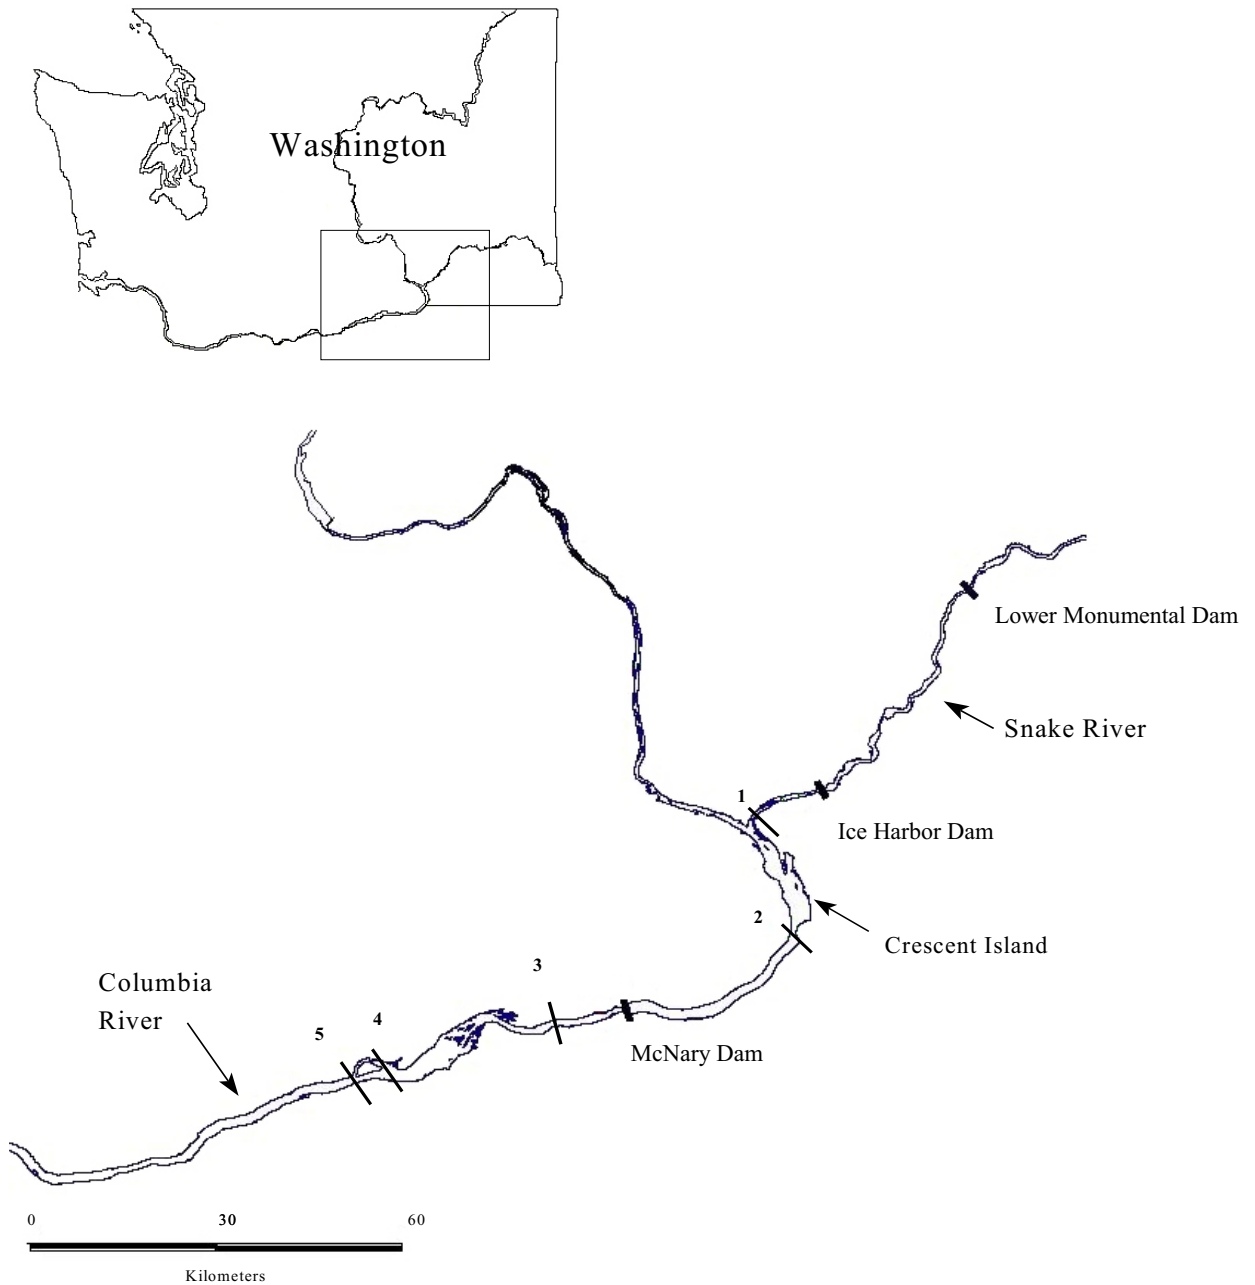 Washington
Lower Monumental Dam
Snake River
1
Ice Harbor Dam
2
Crescent Island
3
Columbia
River
4
5
McNary Dam
0 30 60
Kilometers